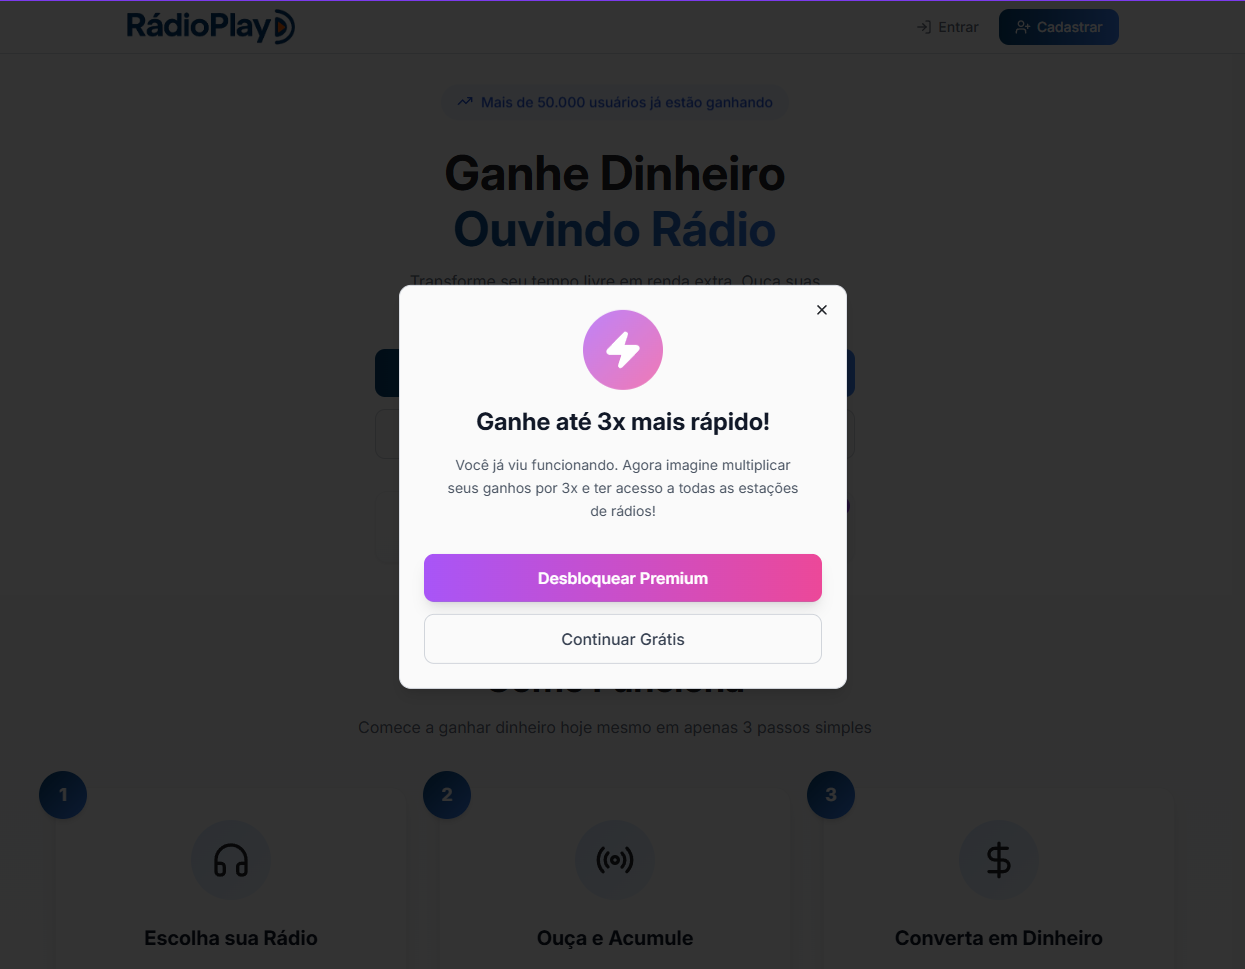 RádioPlay
Entrar
Cadastrar
Mais de 50.000 usuários já estão ganhando
Ganhe Dinheiro
Ouvindo Rádio
Transforme seu tempo livre em renda extra. Ouça suas
Ganhe até 3x mais rápido!
Você já viu funcionando. Agora imagine multiplicar
seus ganhos por 3x e ter acesso a todas as estações
de rádios!
Desbloquear Premium
Continuar Grátis
Como Funciona
Comece a ganhar dinheiro hoje mesmo em apenas 3 passos simples
1
2
3
Escolha sua Rádio
Ouça e Acumule
Converta em Dinheiro